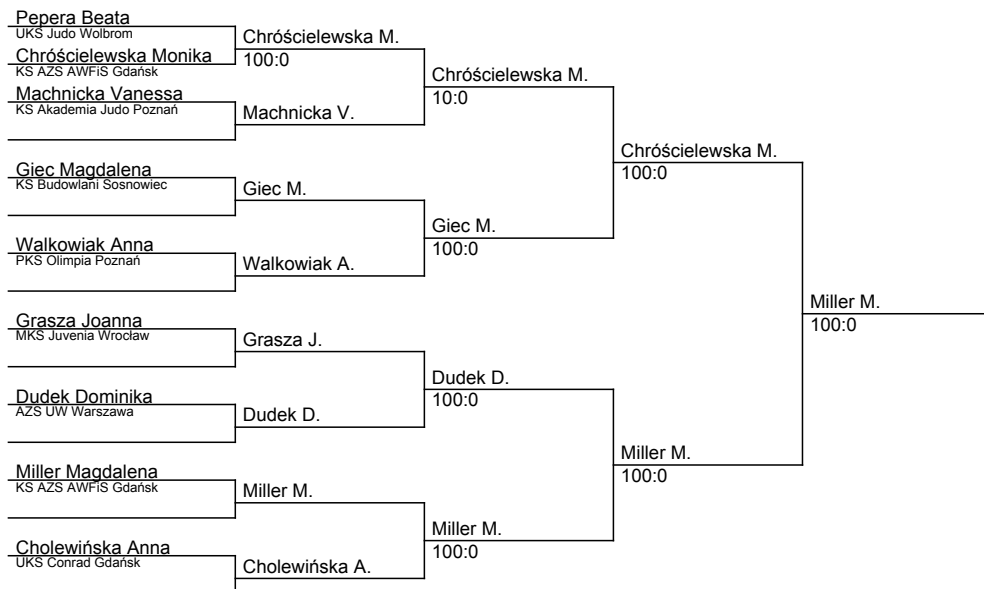 Pepera Beata
UKS Judo Wolbrom
Chróścielewska Monika
KS AZS AWFiS Gdańsk
Machnicka Vanessa
KS Akademia Judo Poznań
Giec Magdalena
KS Budowlani Sosnowiec
Walkowiak Anna
PKS Olimpia Poznań
Grasza Joanna
MKS Juvenia Wrocław
Dudek Dominika
AZS UW Warszawa
Miller Magdalena
KS AZS AWFiS Gdańsk
Cholewińska Anna
UKS Conrad Gdańsk
Chróścielewska M.
100:0
Machnicka V.
Giec M.
Walkowiak A.
Grasza J.
Dudek D.
Miller M.
Cholewińska A.
Chróścielewska M.
10:0
Giec M.
100:0
Dudek D.
100:0
Miller M.
100:0
Chróścielewska M.
100:0
Miller M.
100:0
Miller M.
100:0